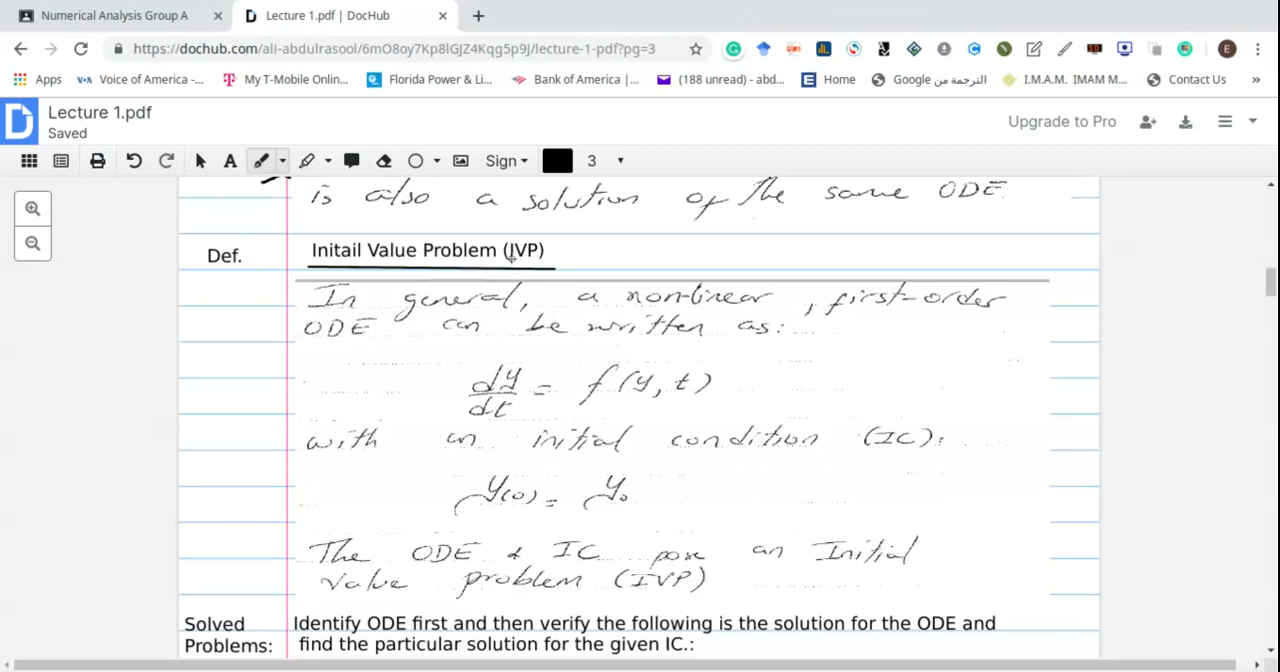 Numerical Analysis Group A
Lecture 1.pdf | DocHub
https://dochub.com/ali-abdulrasool/6mO8oy7Kp8lGJZ4Kqg5p9J/lecture-1-pdf?pg=3
E
Apps
VOA Voice of America -...
My T-Mobile Onlin...
Florida Power & Li...
Bank of America |...
(188 unread) - abd...
Home
الترجمة من Google
I.M.A.M. IMAM M...
Contact Us
»
Lecture 1.pdf
Saved
Upgrade to Pro
A
Sign
3
is also a solution of the same ODE
Def.
Initail Value Problem (IVP)
In general, a non-linear, first-order
ODE can be written as:
dy/dt = f(y, t)
with an initial condition (IC):
y(0) = y₀
The ODE & IC pose an Initial
Value problem (IVP)
Solved Problems:
Identify ODE first and then verify the following is the solution for the ODE and
find the particular solution for the given IC.: